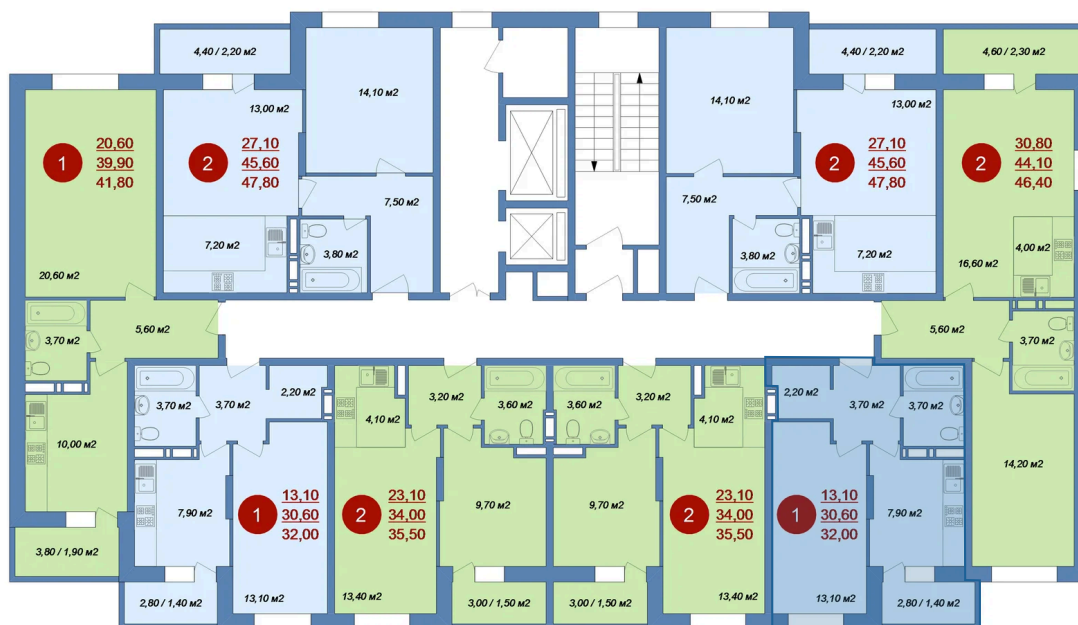 4,40 / 2,20 м2
14,10 м2
13,00 м2
1
20,60
39,90
41,80
2
27,10
45,60
47,80
7,50 м2
7,20 м2
3,80 м2
20,60 м2
14,10 м2
4,40 / 2,20 м2
4,60 / 2,30 м2
13,00 м2
2
27,10
45,60
47,80
2
30,80
44,10
46,40
7,50 м2
3,80 м2
7,20 м2
4,00 м2
16,60 м2
3,70 м2
5,60 м2
5,60 м2
3,70 м2
3,70 м2
3,70 м2
2,20 м2
4,10 м2
3,20 м2
3,60 м2
3,60 м2
3,20 м2
4,10 м2
2,20 м2
3,70 м2
3,70 м2
10,00 м2
7,90 м2
1
13,10
30,60
32,00
2
23,10
34,00
35,50
9,70 м2
9,70 м2
2
23,10
34,00
35,50
1
13,10
30,60
32,00
7,90 м2
14,20 м2
3,80 / 1,90 м2
2,80 / 1,40 м2
13,10 м2
13,40 м2
3,00 / 1,50 м2
3,00 / 1,50 м2
13,40 м2
13,10 м2
2,80 / 1,40 м2